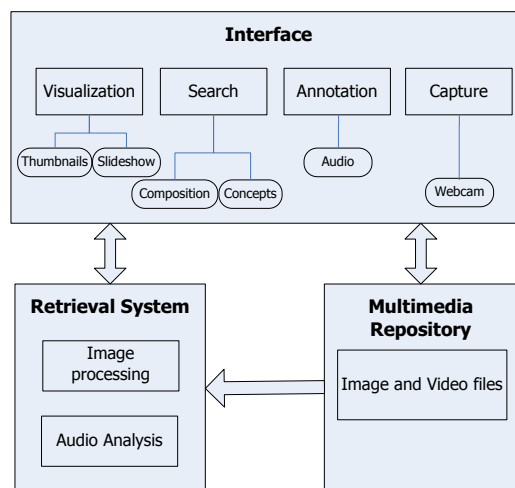 Interface
Visualization
Search
Annotation
Capture
Thumbnails
Slideshow
Composition
Concepts
Audio
Webcam
Retrieval System
Image
processing
Audio Analysis
Multimedia
Repository
Image and Video files